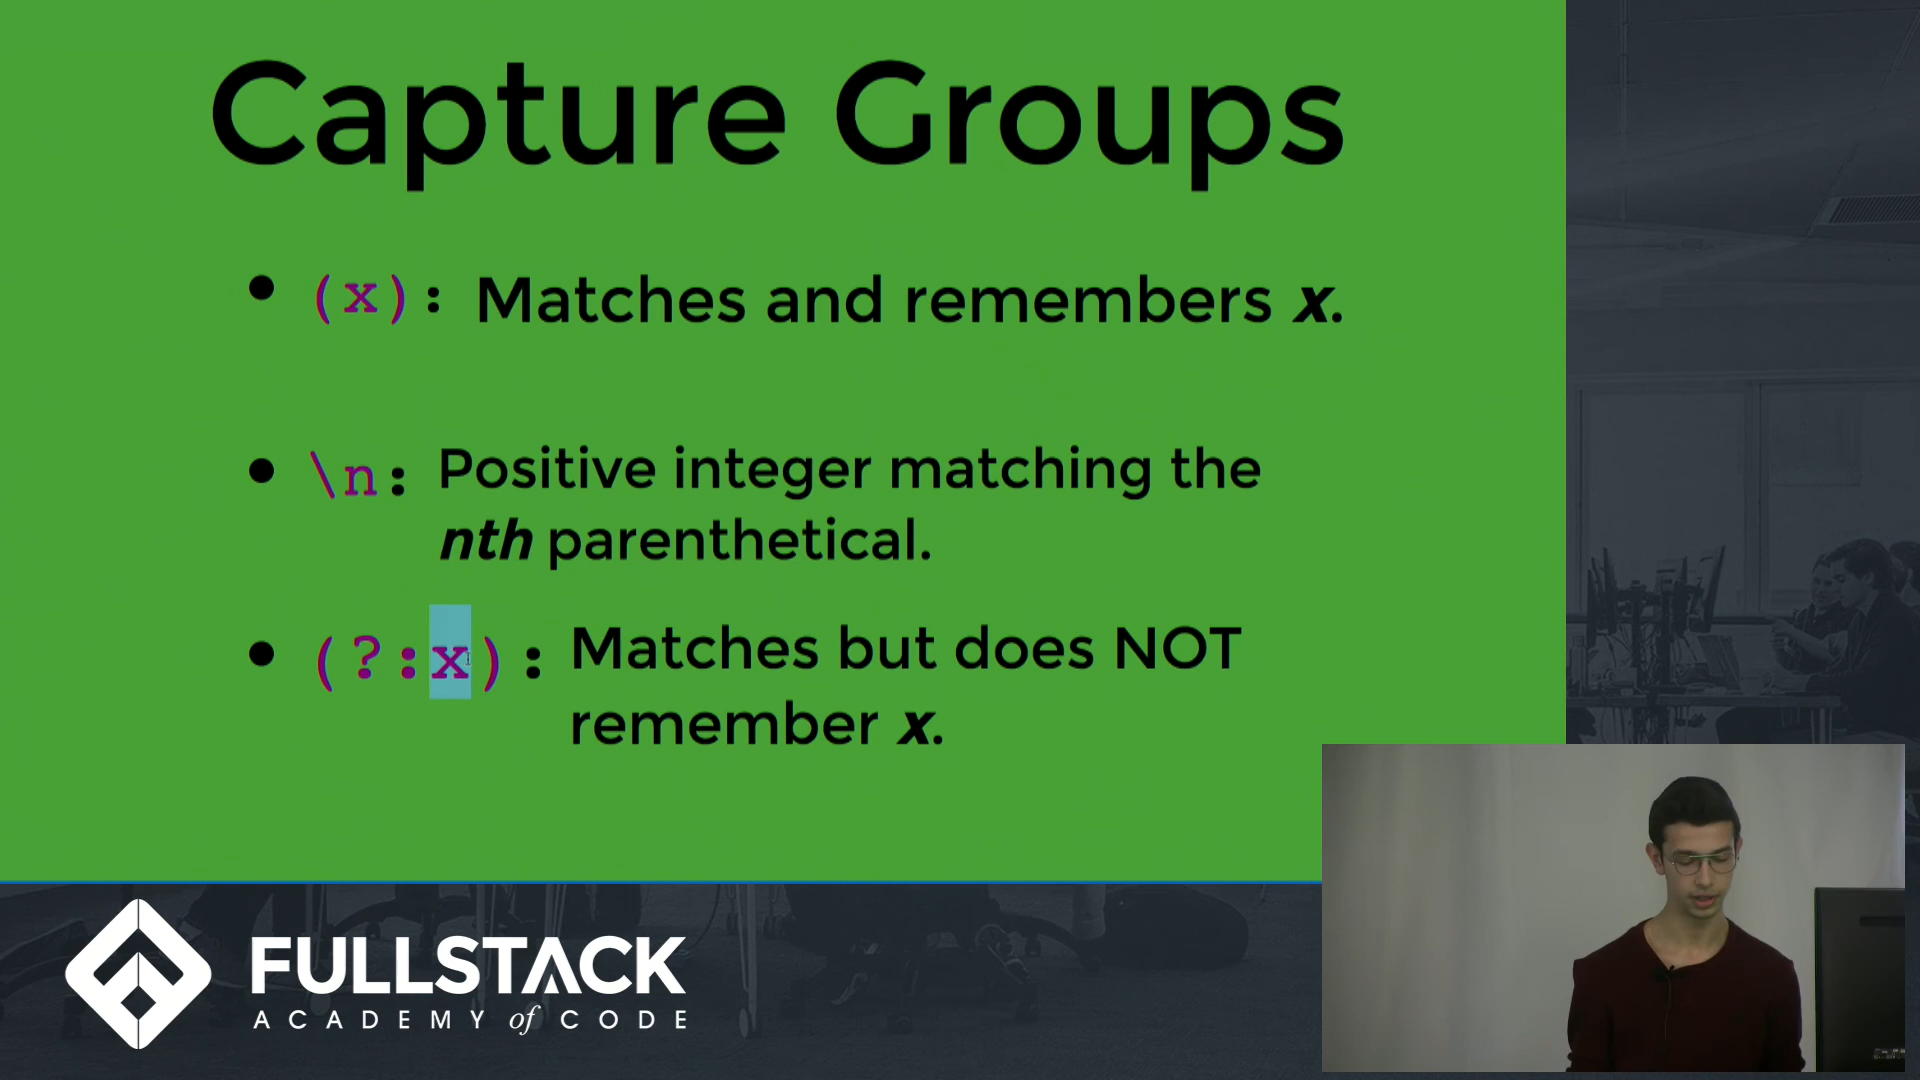 Capture Groups
• (x): Matches and remembers x.
• \n: Positive integer matching the
nth parenthetical.
• (?:x): Matches but does NOT
remember x.
FULLSTACK
ACADEMY of CODE